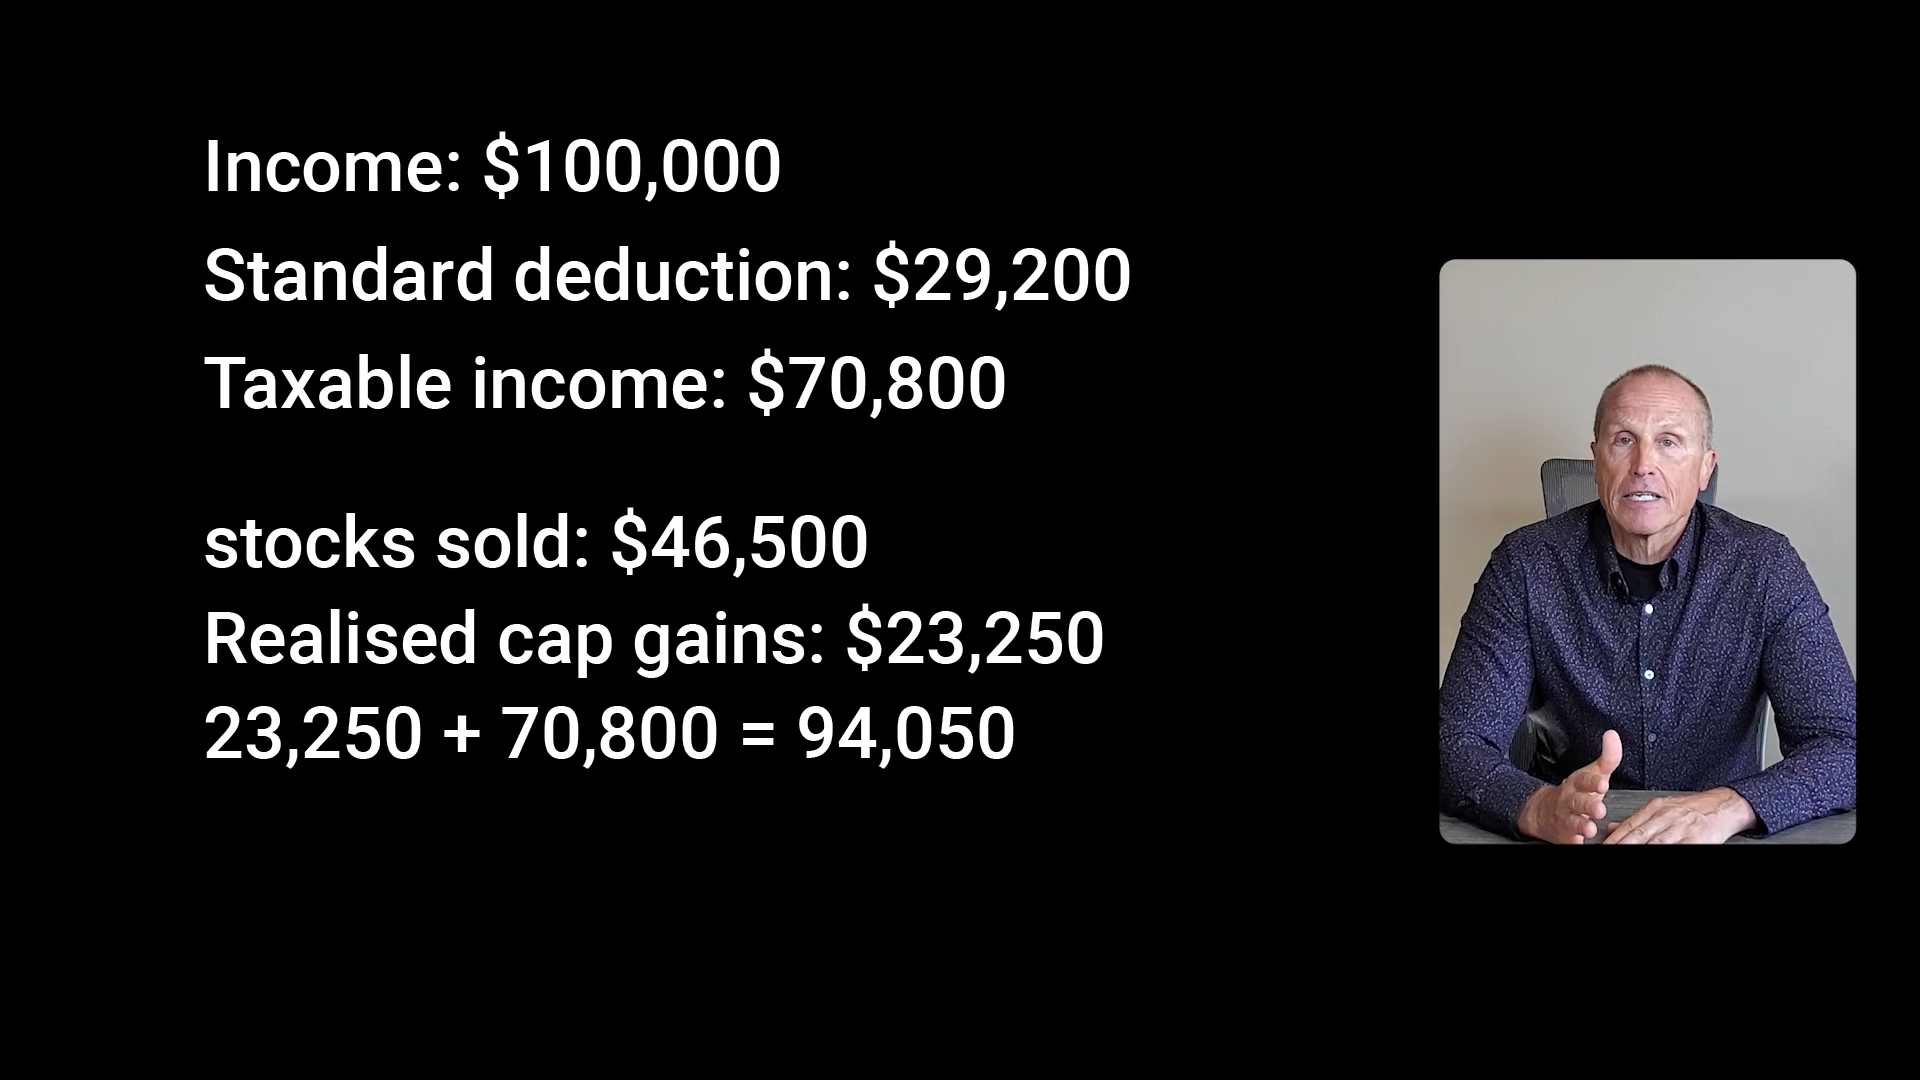 Income: $100,000
Standard deduction: $29,200
Taxable income: $70,800
stocks sold: $46,500
Realised cap gains: $23,250
23,250 + 70,800 = 94,050